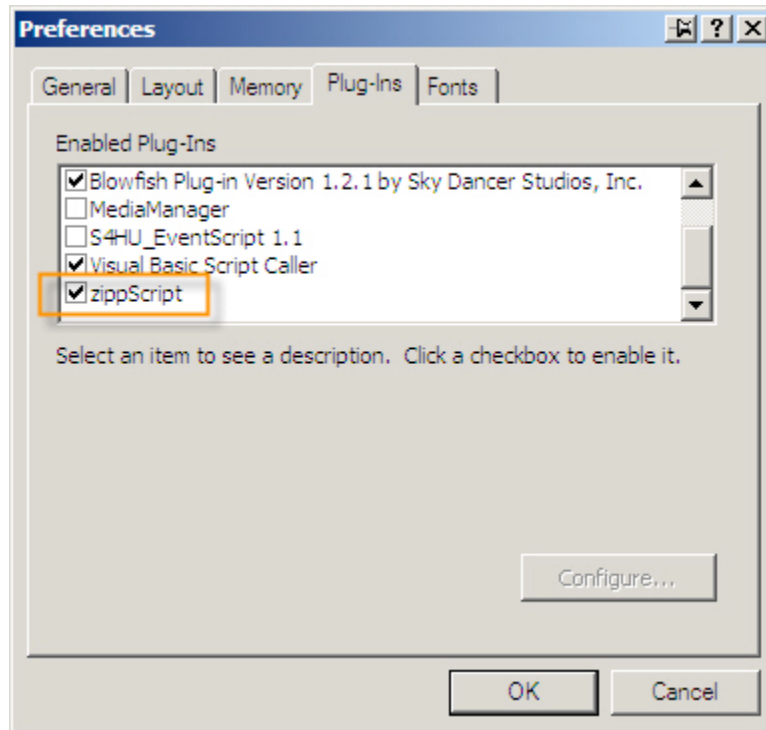 Preferences
General Layout Memory Plug-Ins Fonts
Enabled Plug-Ins
Blowfish Plug-in Version 1.2.1 by Sky Dancer Studios, Inc.
MediaManager
S4HU_EventScript 1.1
Visual Basic Script Caller
zippScript
Select an item to see a description. Click a checkbox to enable it.
Configure...
OK Cancel